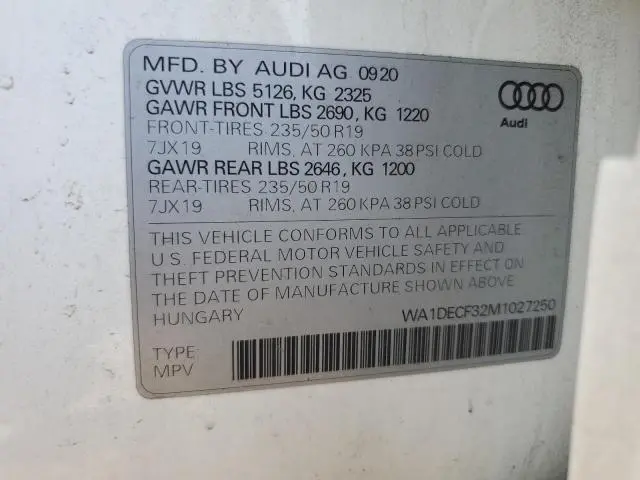 MFD. BY AUDI AG 0920
GVWR LBS 5126, KG 2325
GAWR FRONT LBS 2690, KG 1220
FRONT-TIRES 235/50 R19
7JX19 RIMS, AT 260 KPA 38 PSI COLD
GAWR REAR LBS 2646, KG 1200
REAR-TIRES 235/50 R19
7JX19 RIMS, AT 260 KPA 38 PSI COLD
Audi
THIS VEHICLE CONFORMS TO ALL APPLICABLE
U.S. FEDERAL MOTOR VEHICLE SAFETY AND
THEFT PREVENTION STANDARDS IN EFFECT ON
THE DATE OF MANUFACTURE SHOWN ABOVE
HUNGARY WA1DECF32M1027250
TYPE
MPV